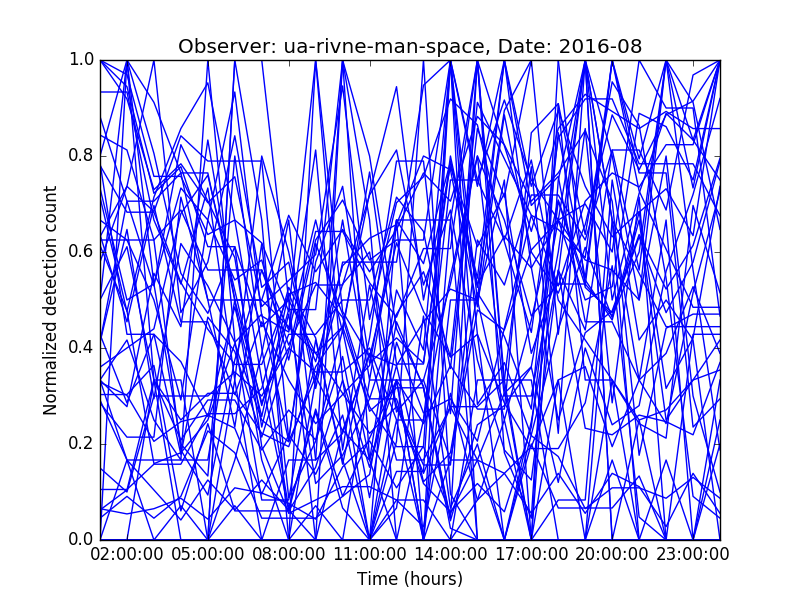 Observer: ua-rivne-man-space, Date: 2016-08
1.0
0.8
0.6
0.4
0.2
0.0
Normalized detection count
02:00:00 05:00:00 08:00:00 11:00:00 14:00:00 17:00:00 20:00:00 23:00:00
Time (hours)